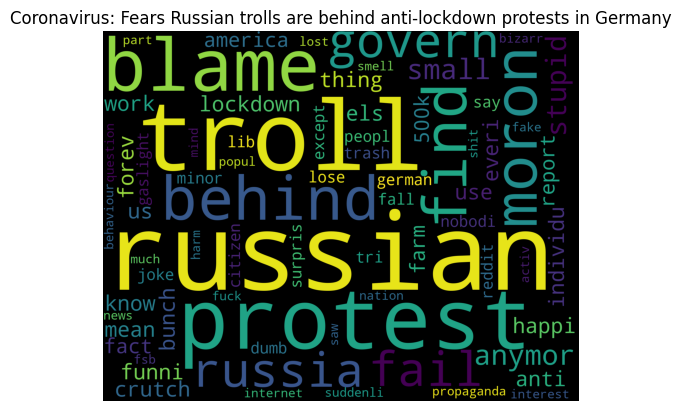 Coronavirus: Fears Russian trolls are behind anti-lockdown protests in Germany
part
america
lost
govern
bizarr
blame
smell
thing
small
moron
stupid
work
lockdown
els
500k
say
fake
question
mind
troll
except
peopl
find
everi
shit
report
forev
gaslight
lib
popul
trash
minor
behind
lose
german
use
us
fall
nobodi
individu
behaviour
harm
citizen
russian
surpris
tri
farm
reddit
activ
much
joke
know
bunch
fuck
protest
nation
news
mean
saw
happi
fact
fsb
dumb
anymor
funni
russia
fail
anti
crutch
internet
suddenli
propaganda
interest